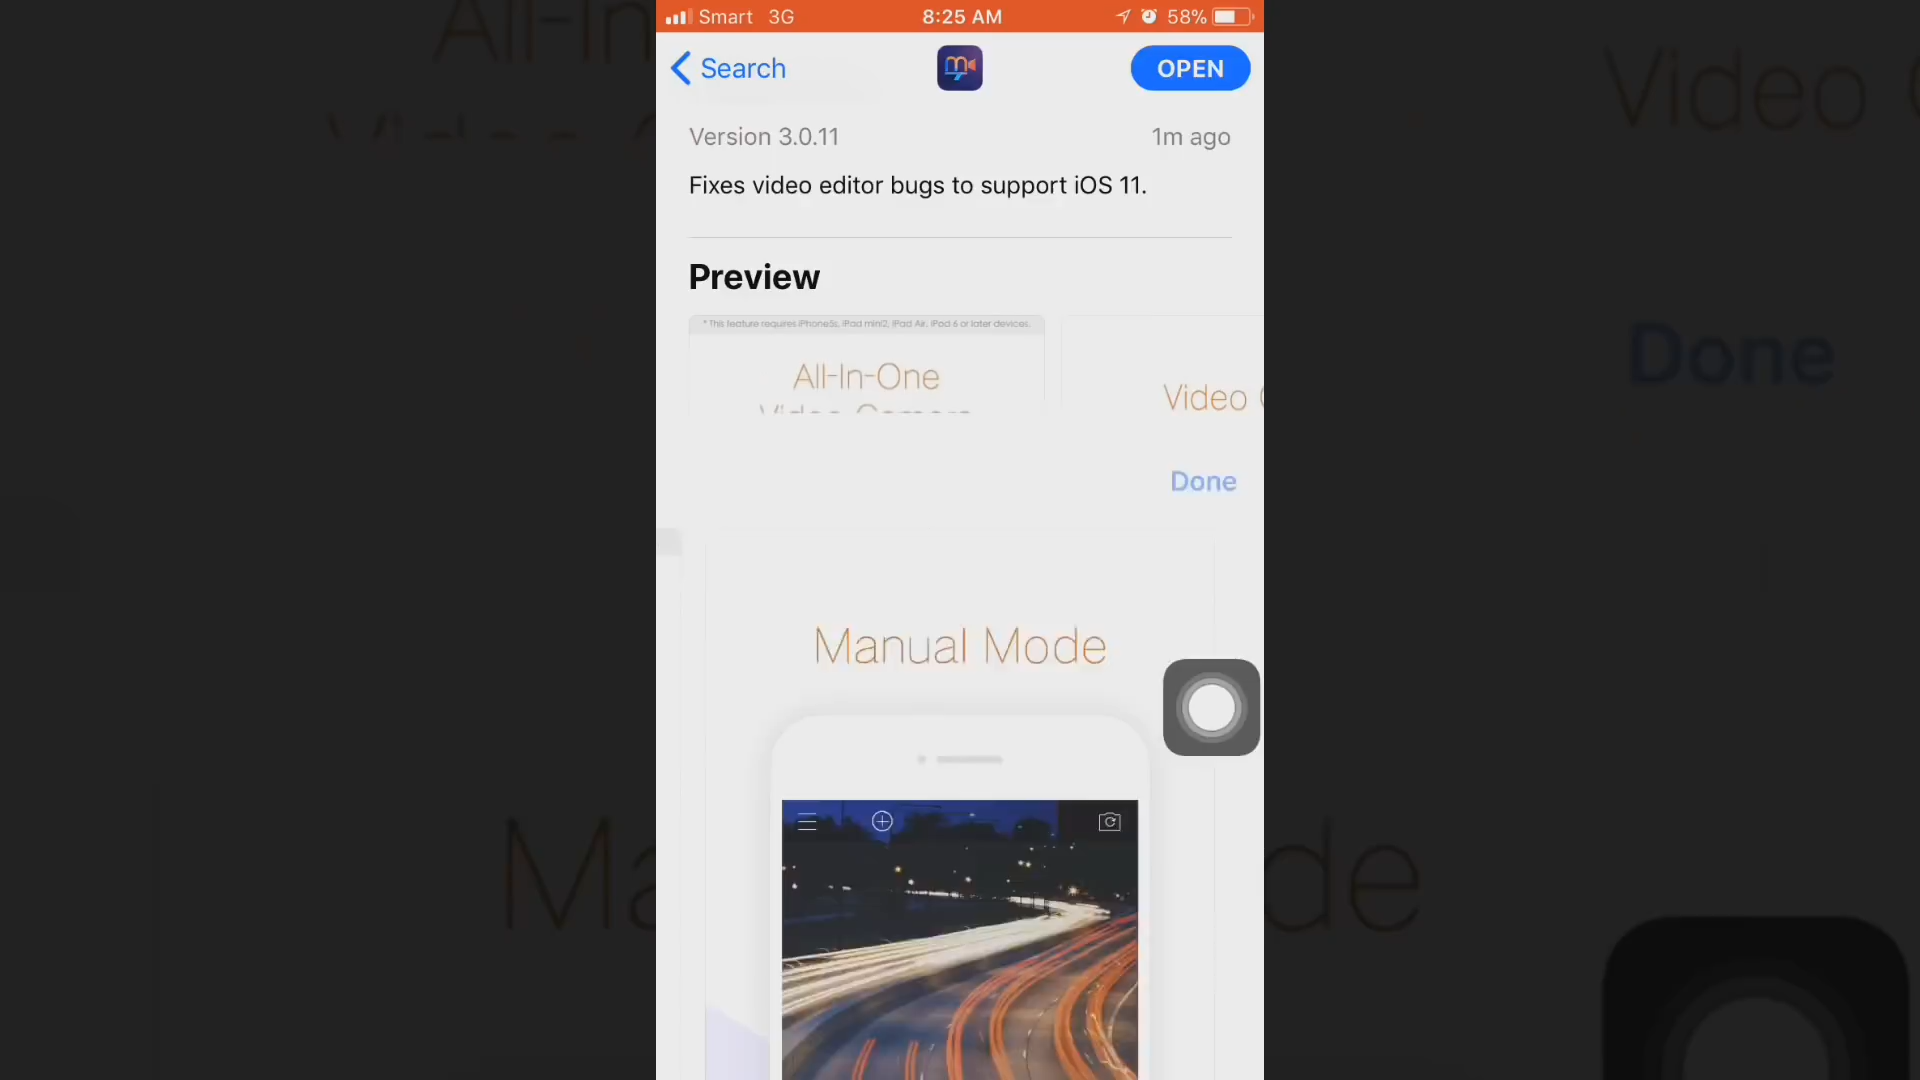 Smart 3G 8:25 AM 58%
Search OPEN
Version 3.0.11 1m ago
Fixes video editor bugs to support iOS 11.
Preview
* This feature requires iPhone5s, iPad mini2, iPad Air, iPod 6 or later devices.
All-In-One
Video Camera
Video
Done
Manual Mode